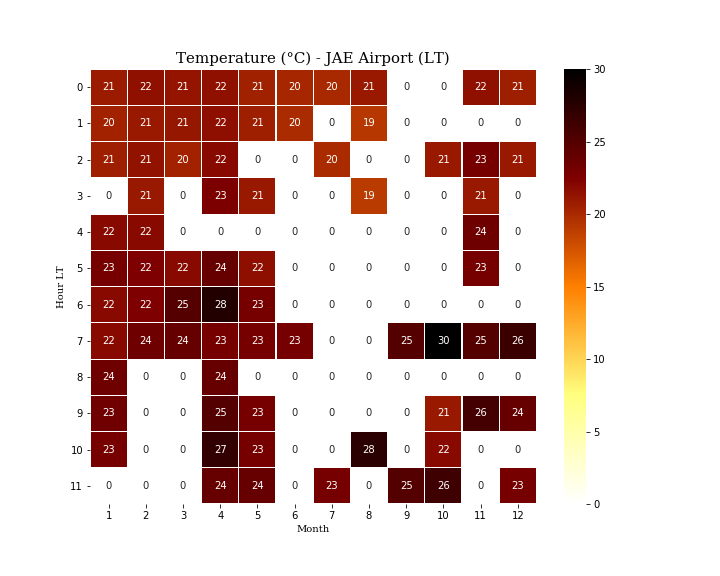 Temperature (°C) - JAE Airport (LT)
0 21 22 21 22 21 20 20 21 0 0 22 21
1 20 21 21 22 21 20 0 19 0 0 0 0
2 21 21 20 22 0 0 20 0 0 21 23 21
3 0 21 0 23 21 0 0 19 0 0 21 0
4 22 22 0 0 0 0 0 0 0 0 24 0
5 23 22 22 24 22 0 0 0 0 0 23 0
6 22 22 25 28 23 0 0 0 0 0 0 0
7 22 24 24 23 23 23 0 0 25 30 25 26
8 24 0 0 24 0 0 0 0 0 0 0 0
9 23 0 0 25 23 0 0 0 0 21 26 24
10 23 0 0 27 23 0 0 28 0 22 0 0
11 0 0 0 24 24 0 23 0 25 26 0 23
1 2 3 4 5 6 7 8 9 10 11 12
Month
Hour LT
30
25
20
15
10
5
0